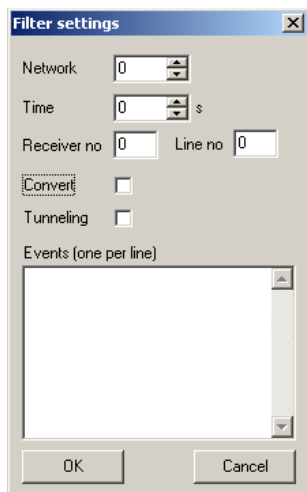 Filter settings
Network 0
Time 0 s
Receiver no 0 Line no 0
Convert
Tunneling
Events (one per line)
OK Cancel